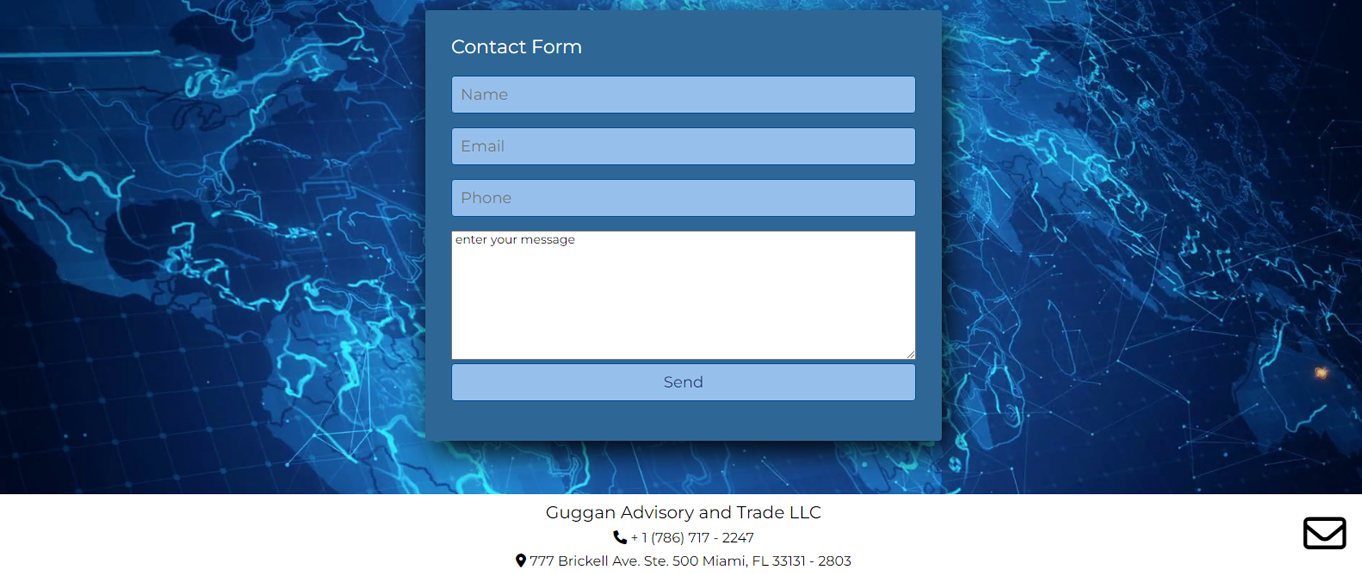 Contact Form
Name
Email
Phone
enter your message
Send
Guggan Advisory and Trade LLC
+ 1 (786) 717 - 2247
777 Brickell Ave. Ste. 500 Miami, FL 33131 - 2803